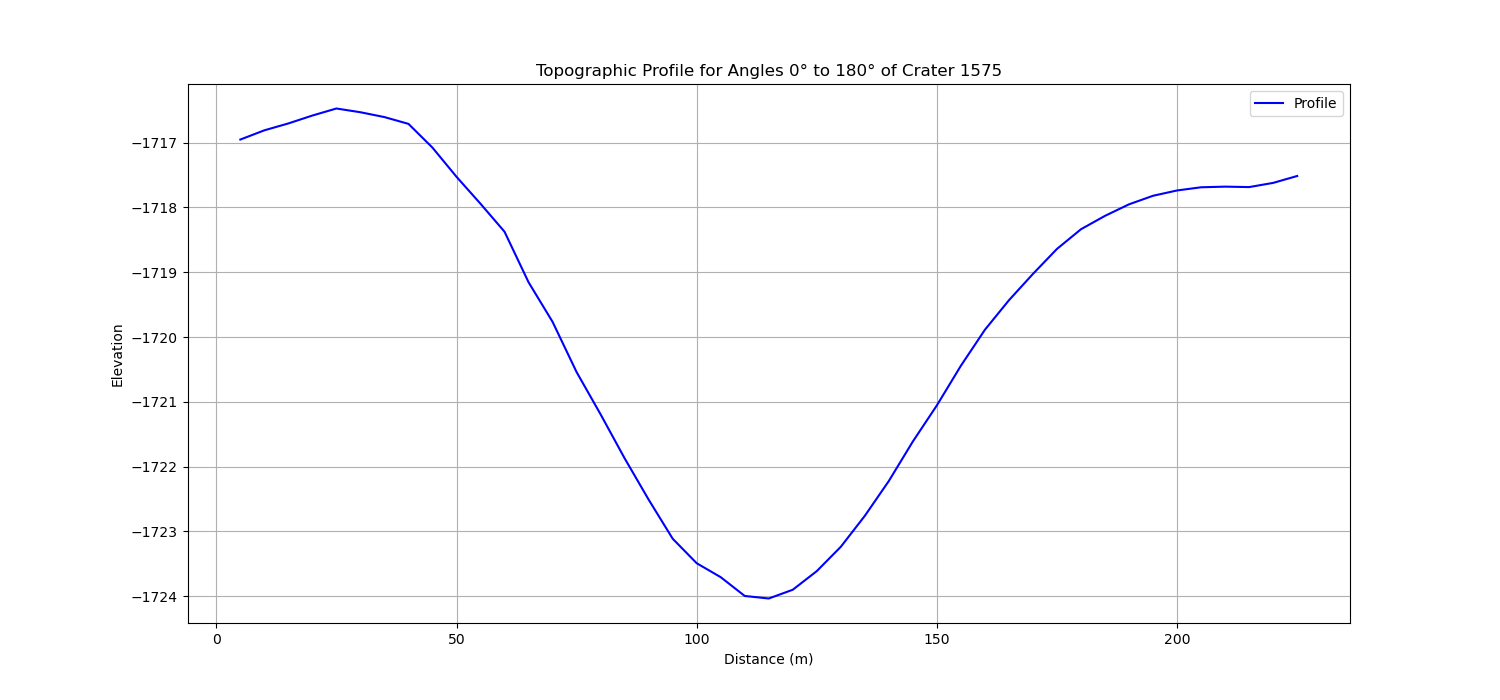 Topographic Profile for Angles 0° to 180° of Crater 1575
Profile
−1717
−1718
−1719
−1720
−1721
−1722
−1723
−1724
Elevation
0 50 100 150 200
Distance (m)